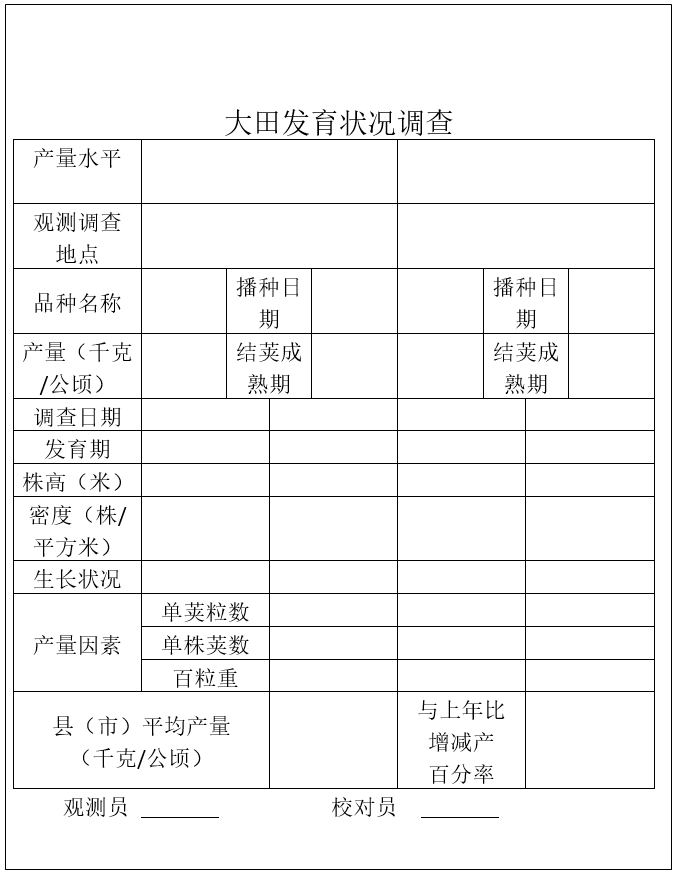 大田发育状况调查
产量水平
观测调查
地点
品种名称
播种日
期
播种日
期
产量（千克
/公顷）
结荚成
熟期
结荚成
熟期
调查日期
发育期
株高（米）
密度（株/
平方米）
生长状况
产量因素
单荚粒数
单株荚数
百粒重
县（市）平均产量
（千克/公顷）
与上年比
增减产
百分率
观测员 校对员